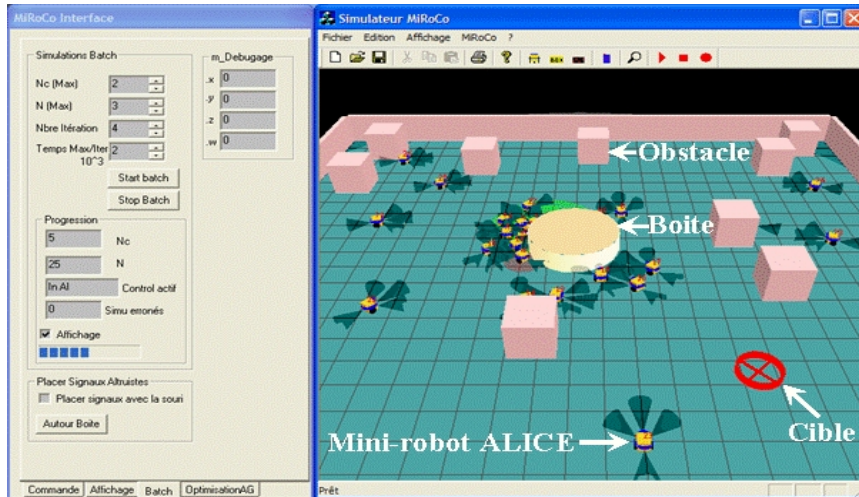 MiRoCo Interface
Simulations Batch
Nc (Max)
2
N (Max)
3
Nbre Itération
4
Temps Max/Iter
10^3
2
Start batch
Stop Batch
Progression
5
Nc
25
N
In Al
Control actif
0
Simu erronés
Affichage
Placer Signaux Altruistes
Placer signaux avec la souri
Autour Boite
m_Debugage
.x
0
.y
0
.z
0
.w
0
Commande
Affichage
Batch
OptimisationAG
Simulateur MiRoCo
Fichier Edition Affichage MiRoCo ?
Obstacle
Boite
Mini-robot ALICE
Cible
Prêt